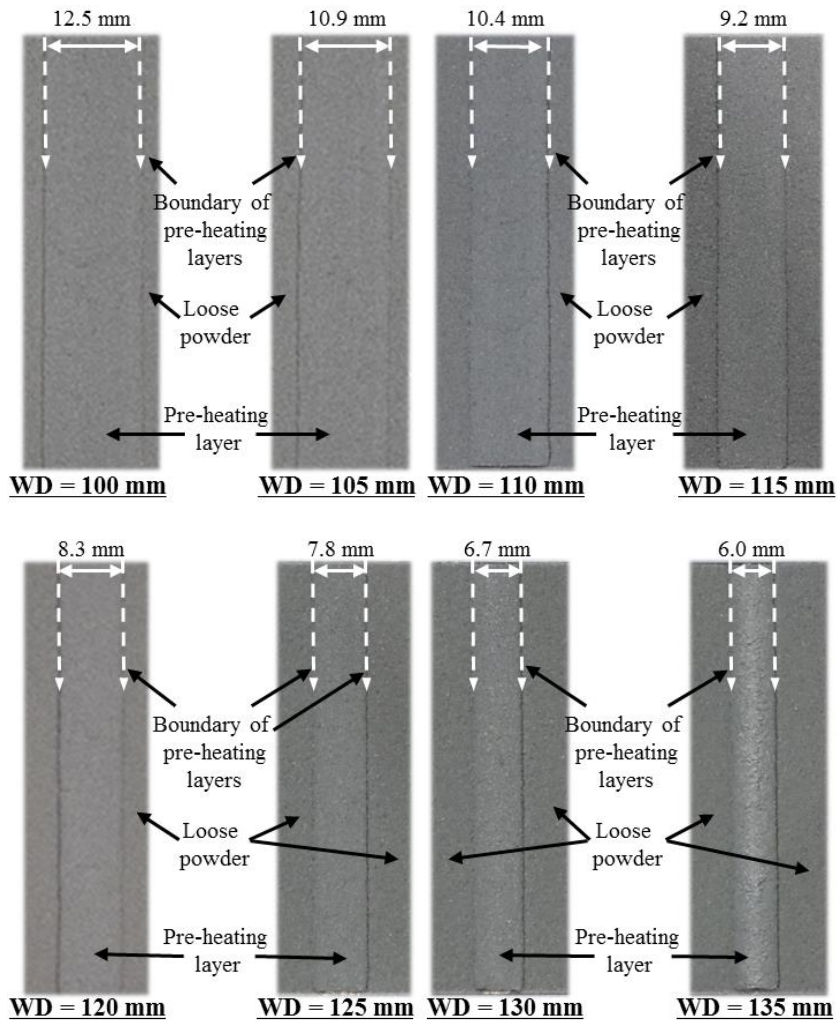 12.5 mm
10.9 mm
10.4 mm
9.2 mm
Boundary of
pre-heating
layers
Boundary of
pre-heating
layers
Loose
powder
Loose
powder
Pre-heating
layer
Pre-heating
layer
WD = 100 mm
WD = 105 mm
WD = 110 mm
WD = 115 mm
8.3 mm
7.8 mm
6.7 mm
6.0 mm
Boundary of
pre-heating
layers
Boundary of
pre-heating
layers
Loose
powder
Loose
powder
Pre-heating
layer
Pre-heating
layer
WD = 120 mm
WD = 125 mm
WD = 130 mm
WD = 135 mm